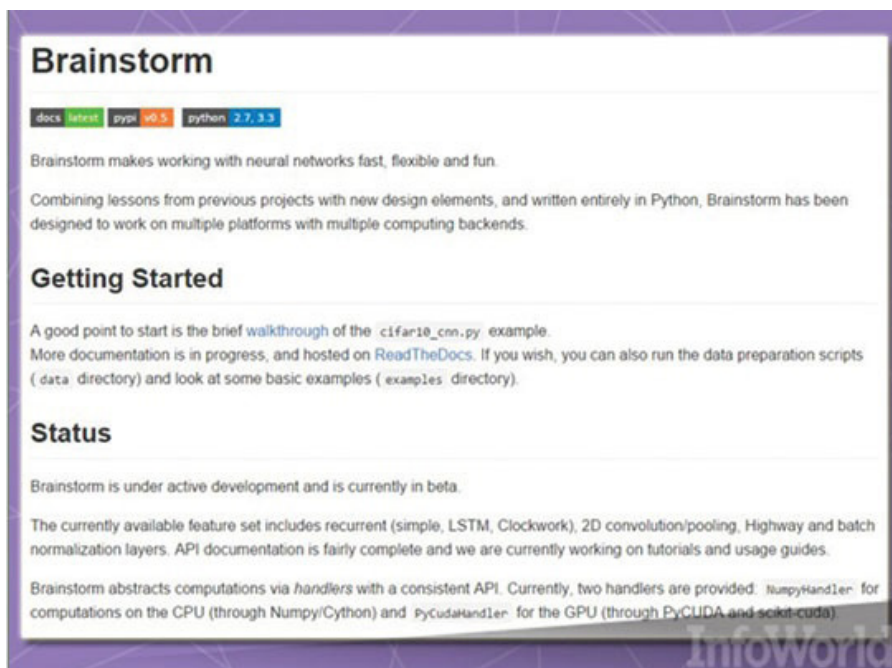 Brainstorm
docs latest pypi v0.5 python 2.7, 3.3
Brainstorm makes working with neural networks fast, flexible and fun.
Combining lessons from previous projects with new design elements, and written entirely in Python, Brainstorm has been
designed to work on multiple platforms with multiple computing backends.
Getting Started
A good point to start is the brief walkthrough of the cifar10_cnn.py example.
More documentation is in progress, and hosted on ReadTheDocs. If you wish, you can also run the data preparation scripts
( data directory) and look at some basic examples ( examples directory).
Status
Brainstorm is under active development and is currently in beta.
The currently available feature set includes recurrent (simple, LSTM, Clockwork), 2D convolution/pooling, Highway and batch
normalization layers. API documentation is fairly complete and we are currently working on tutorials and usage guides.
Brainstorm abstracts computations via handlers with a consistent API. Currently, two handlers are provided: NumpyHandler for
computations on the CPU (through Numpy/Cython) and PyCudaHandler for the GPU (through PyCUDA and scikit-cuda)
InfoWorld